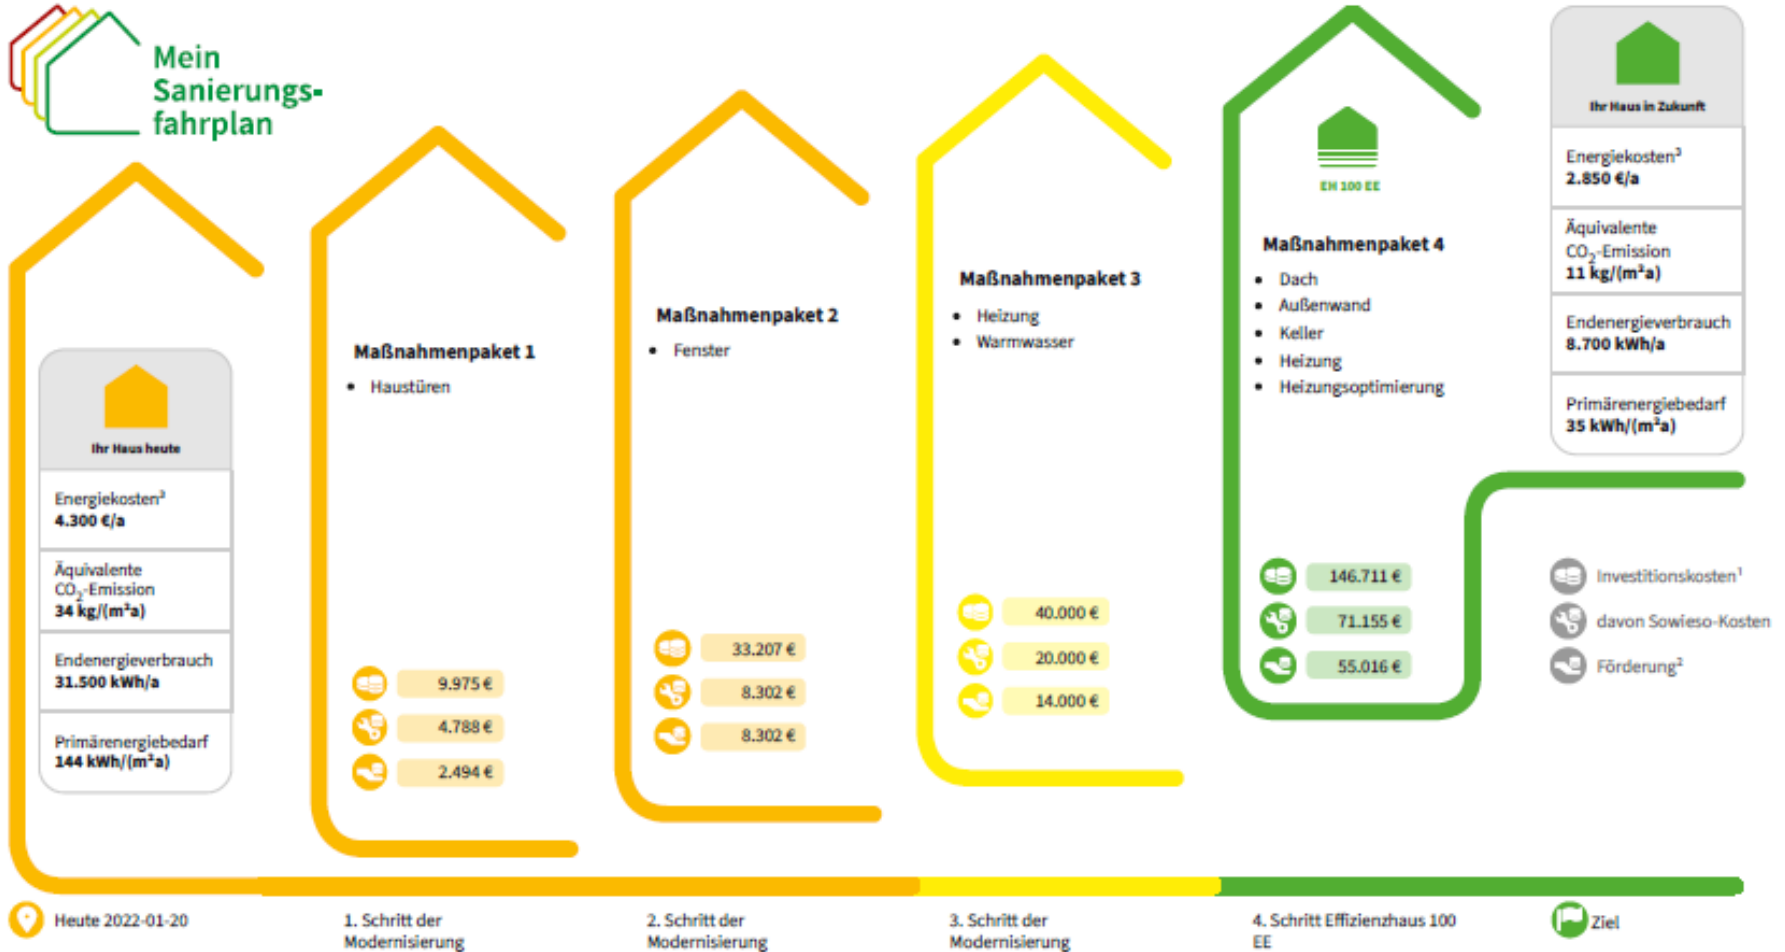 Mein
Sanierungs-
fahrplan
Ihr Haus heute
Energiekosten³
4.300 €/a
Äquivalente
CO₂-Emission
34 kg/(m²a)
Endenergieverbrauch
31.500 kWh/a
Primärenergiebedarf
144 kWh/(m²a)
Maßnahmenpaket 1
• Haustüren
9.975 €
4.788 €
2.494 €
Maßnahmenpaket 2
• Fenster
33.207 €
8.302 €
8.302 €
Maßnahmenpaket 3
• Heizung
• Warmwasser
40.000 €
20.000 €
14.000 €
EH 100 EE
Maßnahmenpaket 4
• Dach
• Außenwand
• Keller
• Heizung
• Heizungsoptimierung
146.711 €
71.155 €
55.016 €
Ihr Haus in Zukunft
Energiekosten³
2.850 €/a
Äquivalente
CO₂-Emission
11 kg/(m²a)
Endenergieverbrauch
8.700 kWh/a
Primärenergiebedarf
35 kWh/(m²a)
Investitionskosten¹
davon Sowieso-Kosten
Förderung²
Heute 2022-01-20
1. Schritt der
Modernisierung
2. Schritt der
Modernisierung
3. Schritt der
Modernisierung
4. Schritt Effizienzhaus 100
EE
Ziel